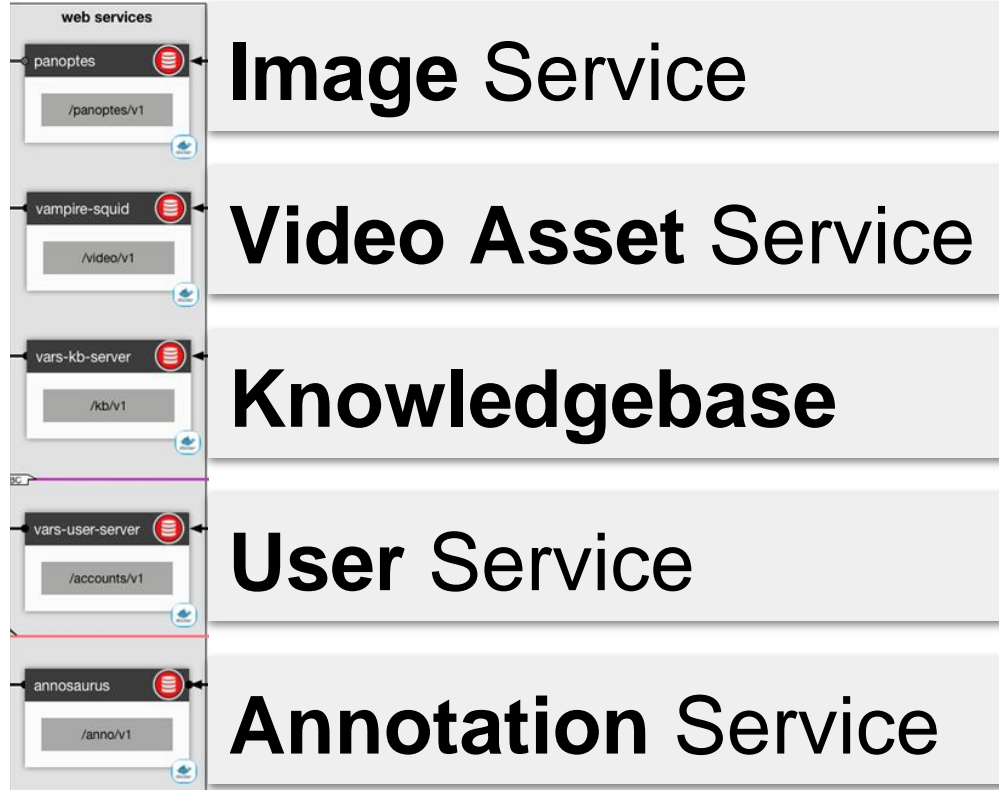 web services
panoptes
/panoptes/v1
Image Service
vampire-squid
/video/v1
Video Asset Service
vars-kb-server
/kb/v1
Knowledgebase
vars-user-server
/accounts/v1
User Service
annosaurus
/anno/v1
Annotation Service